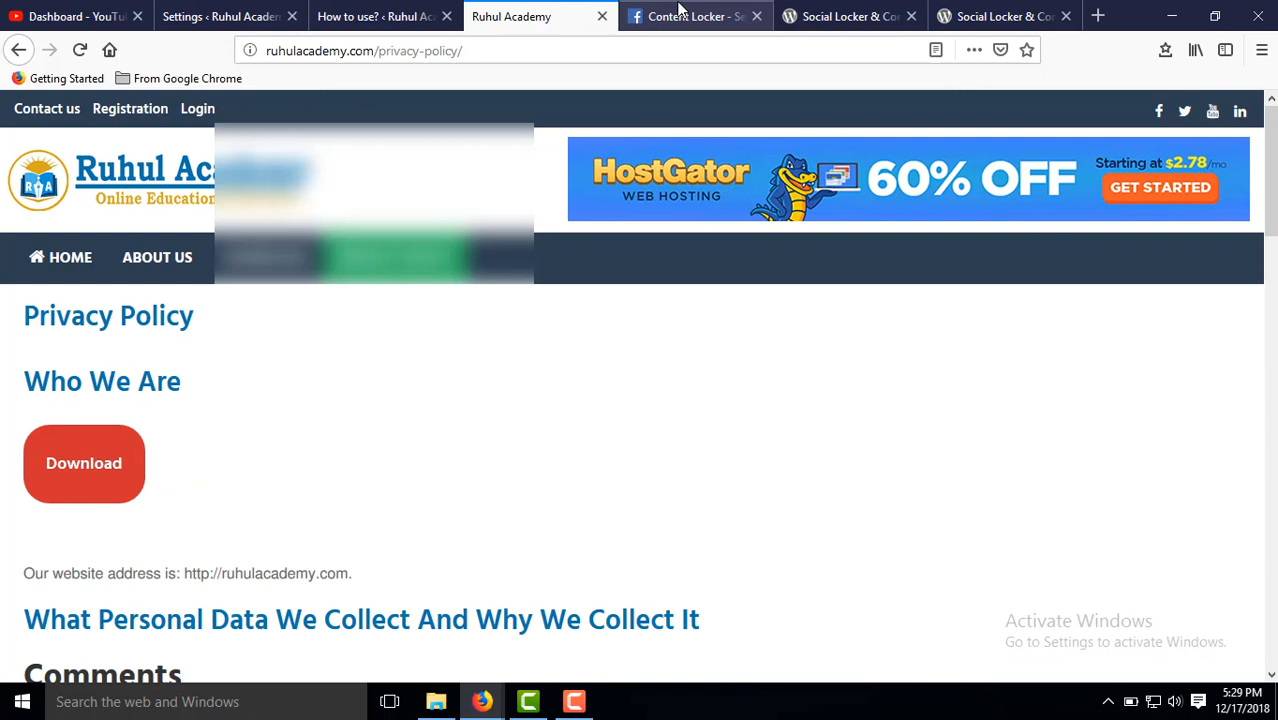 Dashboard - YouTu
Settings ‹ Ruhul Academ
How to use? ‹ Ruhul Aca
Ruhul Academy
Content Locker - Se
Social Locker & Co
Social Locker & Co
ruhulacademy.com/privacy-policy/
Getting Started
From Google Chrome
Contact us
Registration
Login
Ruhul Ac
Online Education
RA
HostGator
WEB HOSTING
60% OFF
Starting at $2.78/mo
GET STARTED
HOME
ABOUT US
Privacy Policy
Who We Are
Download
Our website address is: http://ruhulacademy.com.
What Personal Data We Collect And Why We Collect It
Comments
Activate Windows
Go to Settings to activate Windows.
Search the web and Windows
5:29 PM
12/17/2018